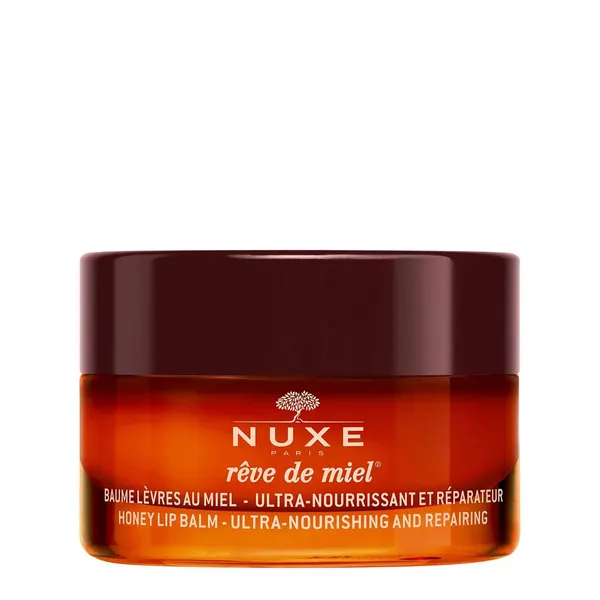 NUXE
PARIS
rêve de miel®
BAUME LÈVRES AU MIEL - ULTRA-NOURRISSANT ET RÉPARATEUR
HONEY LIP BALM - ULTRA-NOURISHING AND REPAIRING